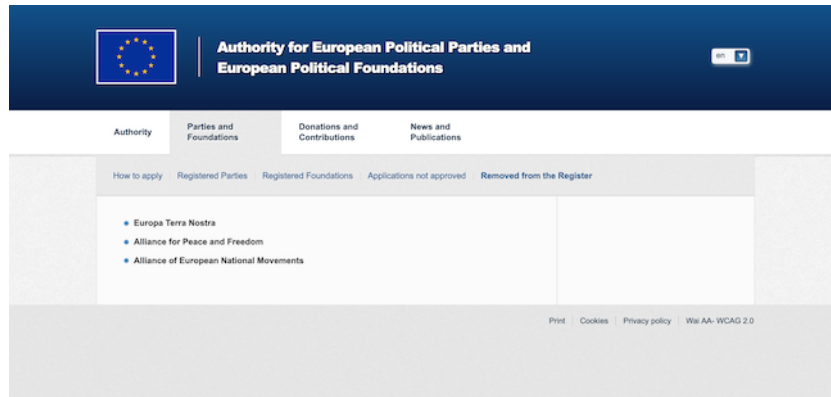 Authority for European Political Parties and
European Political Foundations
en
Authority
Parties and
Foundations
Donations and
Contributions
News and
Publications
How to apply
Registered Parties
Registered Foundations
Applications not approved
Removed from the Register
Europa Terra Nostra
Alliance for Peace and Freedom
Alliance of European National Movements
Print
Cookies
Privacy policy
Wai AA- WCAG 2.0